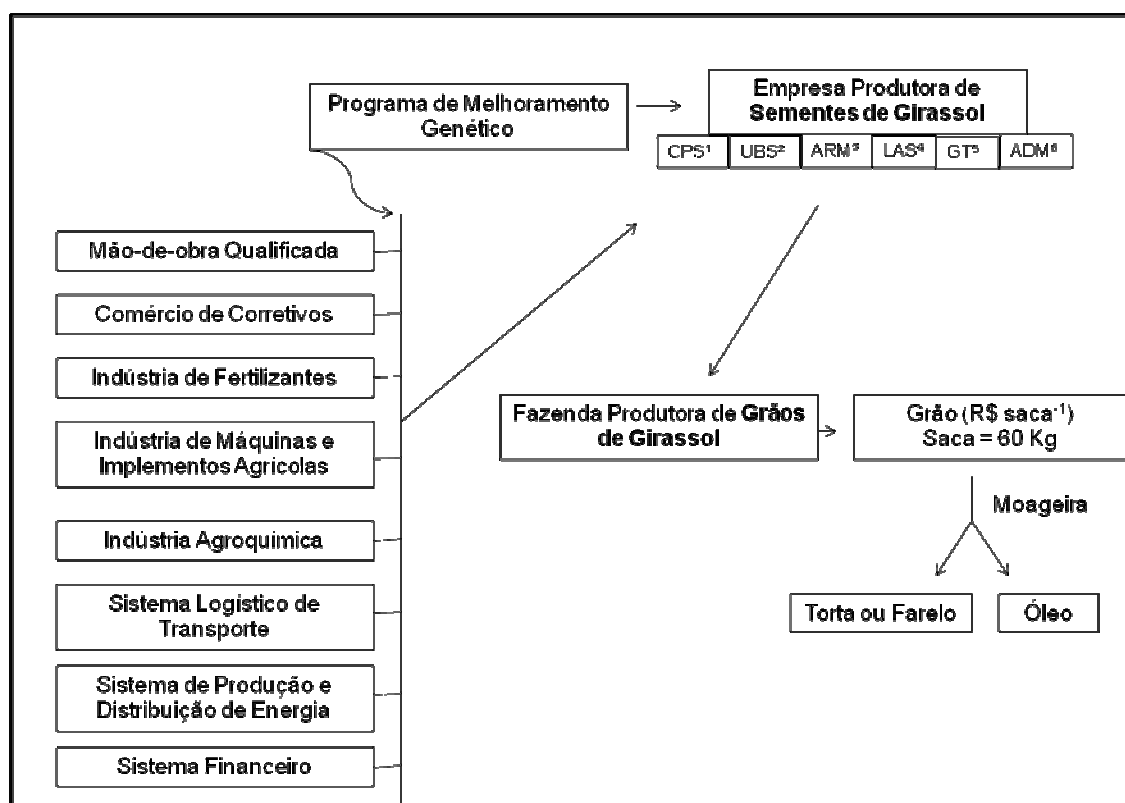 Programa de Melhoramento
Genético
Empresa Produtora de
Sementes de Girassol
CPS¹
UBS²
ARM³
LAS⁴
GT⁵
ADM⁶
Mão-de-obra Qualificada
Comércio de Corretivos
Indústria de Fertilizantes
Indústria de Máquinas e
Implementos Agrícolas
Indústria Agroquímica
Sistema Logístico de
Transporte
Sistema de Produção e
Distribuição de Energia
Sistema Financeiro
Fazenda Produtora de Grãos
de Girassol
Grão (R$ saca⁻¹)
Saca = 60 Kg
Moageira
Torta ou Farelo
Óleo